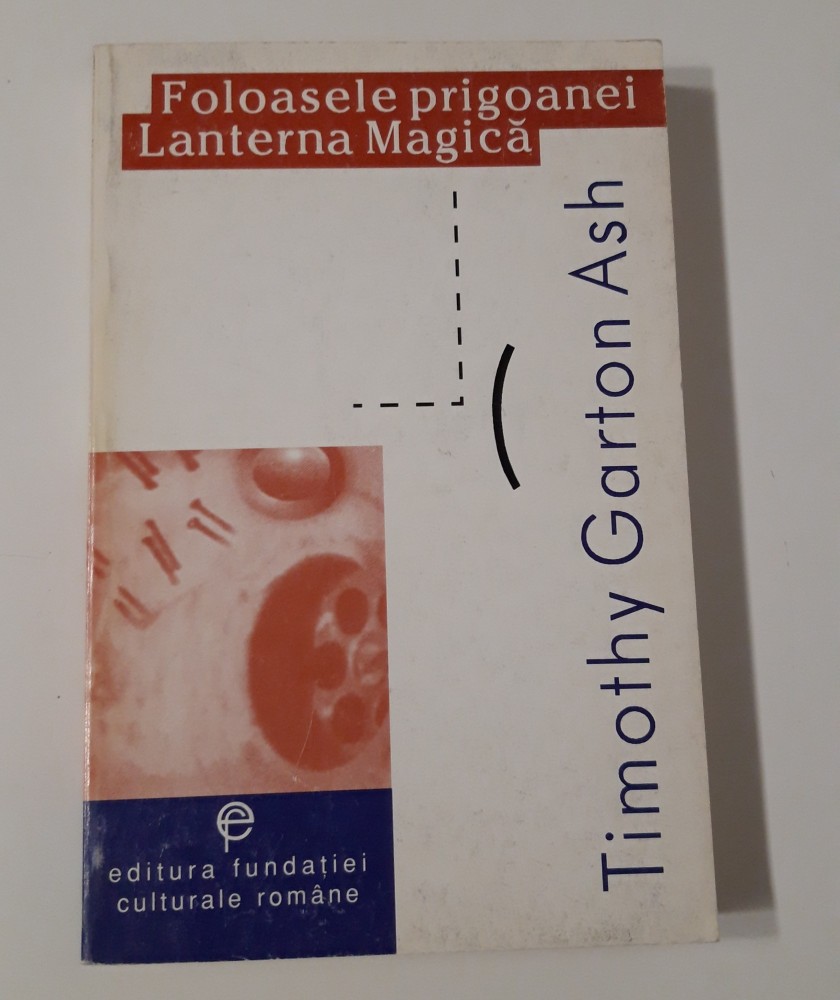 Foloasele prigoanei
Lanterna Magică
Timothy Garton Ash
editura fundației
culturale române